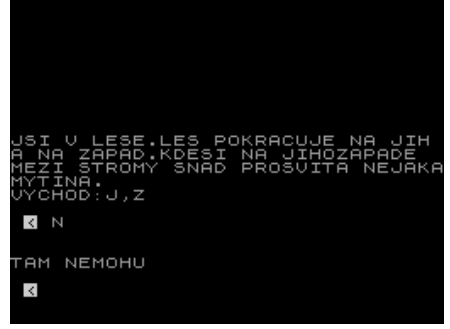 JSI V LESE.LES POKRACUJE NA JIH
A NA ZAPAD.KDESI NA JIHOZAPADE
MEZI STROMY SNAD PROSVITA NEJAKA
MYTINA.
VYCHOD:J,Z
< N
TAM NEMOHU
<